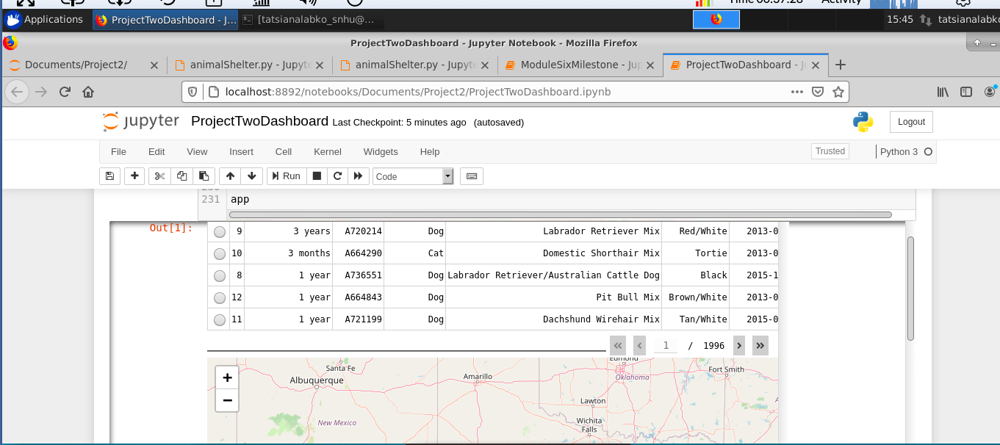 Time 00:37:28 Activity
Applications ProjectTwoDashboard - J... [tatsianalabko_snhu@... 15:45 tatsianalabko
ProjectTwoDashboard - Jupyter Notebook - Mozilla Firefox
Documents/Project2/ animalShelter.py - Jupyte animalShelter.py - Jupyte ModuleSixMilestone - Jup ProjectTwoDashboard - J
localhost:8892/notebooks/Documents/Project2/ProjectTwoDashboard.ipynb
jupyter ProjectTwoDashboard Last Checkpoint: 5 minutes ago (autosaved) Logout
File Edit View Insert Cell Kernel Widgets Help Trusted Python 3
Run Code
230
231 app
Out[1]:
9 3 years A720214 Dog Labrador Retriever Mix Red/White 2013-0
10 3 months A664290 Cat Domestic Shorthair Mix Tortie 2013-0
8 1 year A736551 Dog Labrador Retriever/Australian Cattle Dog Black 2015-1
12 1 year A664843 Dog Pit Bull Mix Brown/White 2013-0
11 1 year A721199 Dog Dachshund Wirehair Mix Tan/White 2015-0
« ‹ 1 / 1996 › »
Edmond
Santa Fe Fort Smith
Amarillo Oklahoma
Albuquerque
+
Lawton
−
Wichita
New Mexico
Falls